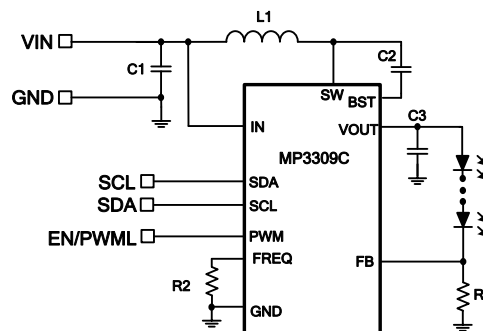 L1
VIN
C1
C2
GND
SW
BST
IN
VOUT
C3
MP3309C
SCL
SDA
SDA
SCL
EN/PWML
PWM
FREQ
FB
R2
R
GND